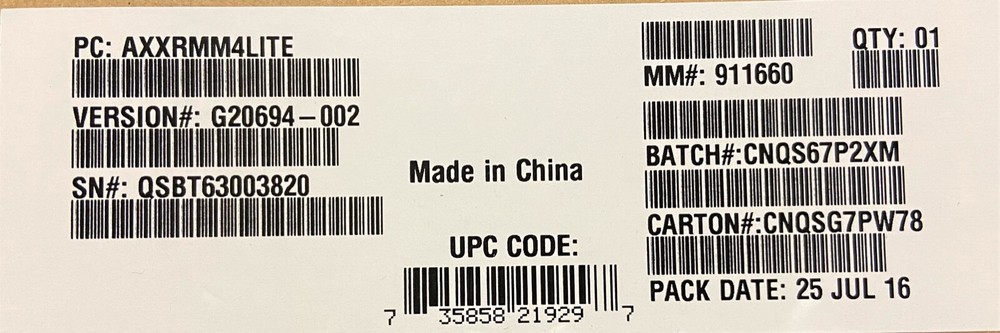 PC: AXXRMM4LITE
VERSION#: G20694-002
SN#: QSBT63003820
Made in China
UPC CODE:
7 35858 21929 7
QTY: 01
MM#: 911660
BATCH#:CNQS67P2XM
CARTON#:CNQSG7PW78
PACK DATE: 25 JUL 16